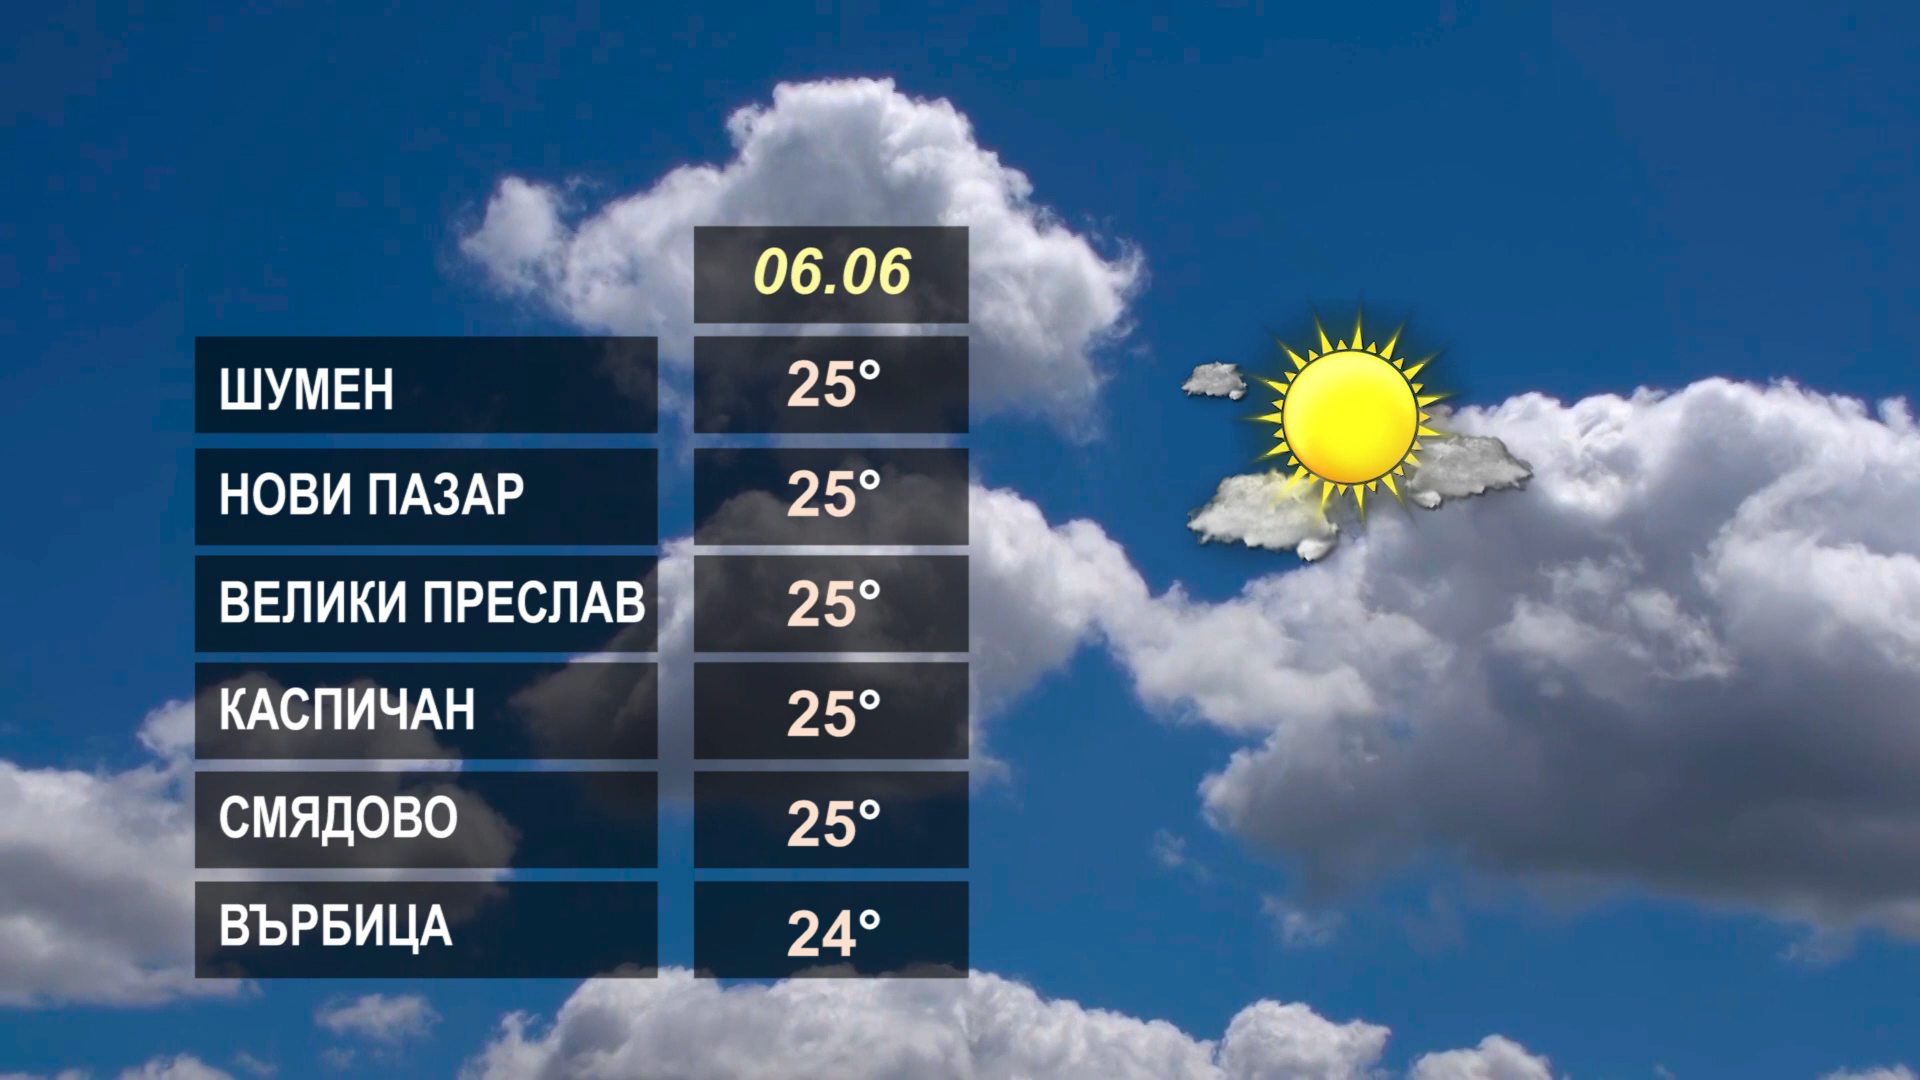 06.06
ШУМЕН 25°
НОВИ ПАЗАР 25°
ВЕЛИКИ ПРЕСЛАВ 25°
КАСПИЧАН 25°
СМЯДОВО 25°
ВЪРБИЦА 24°